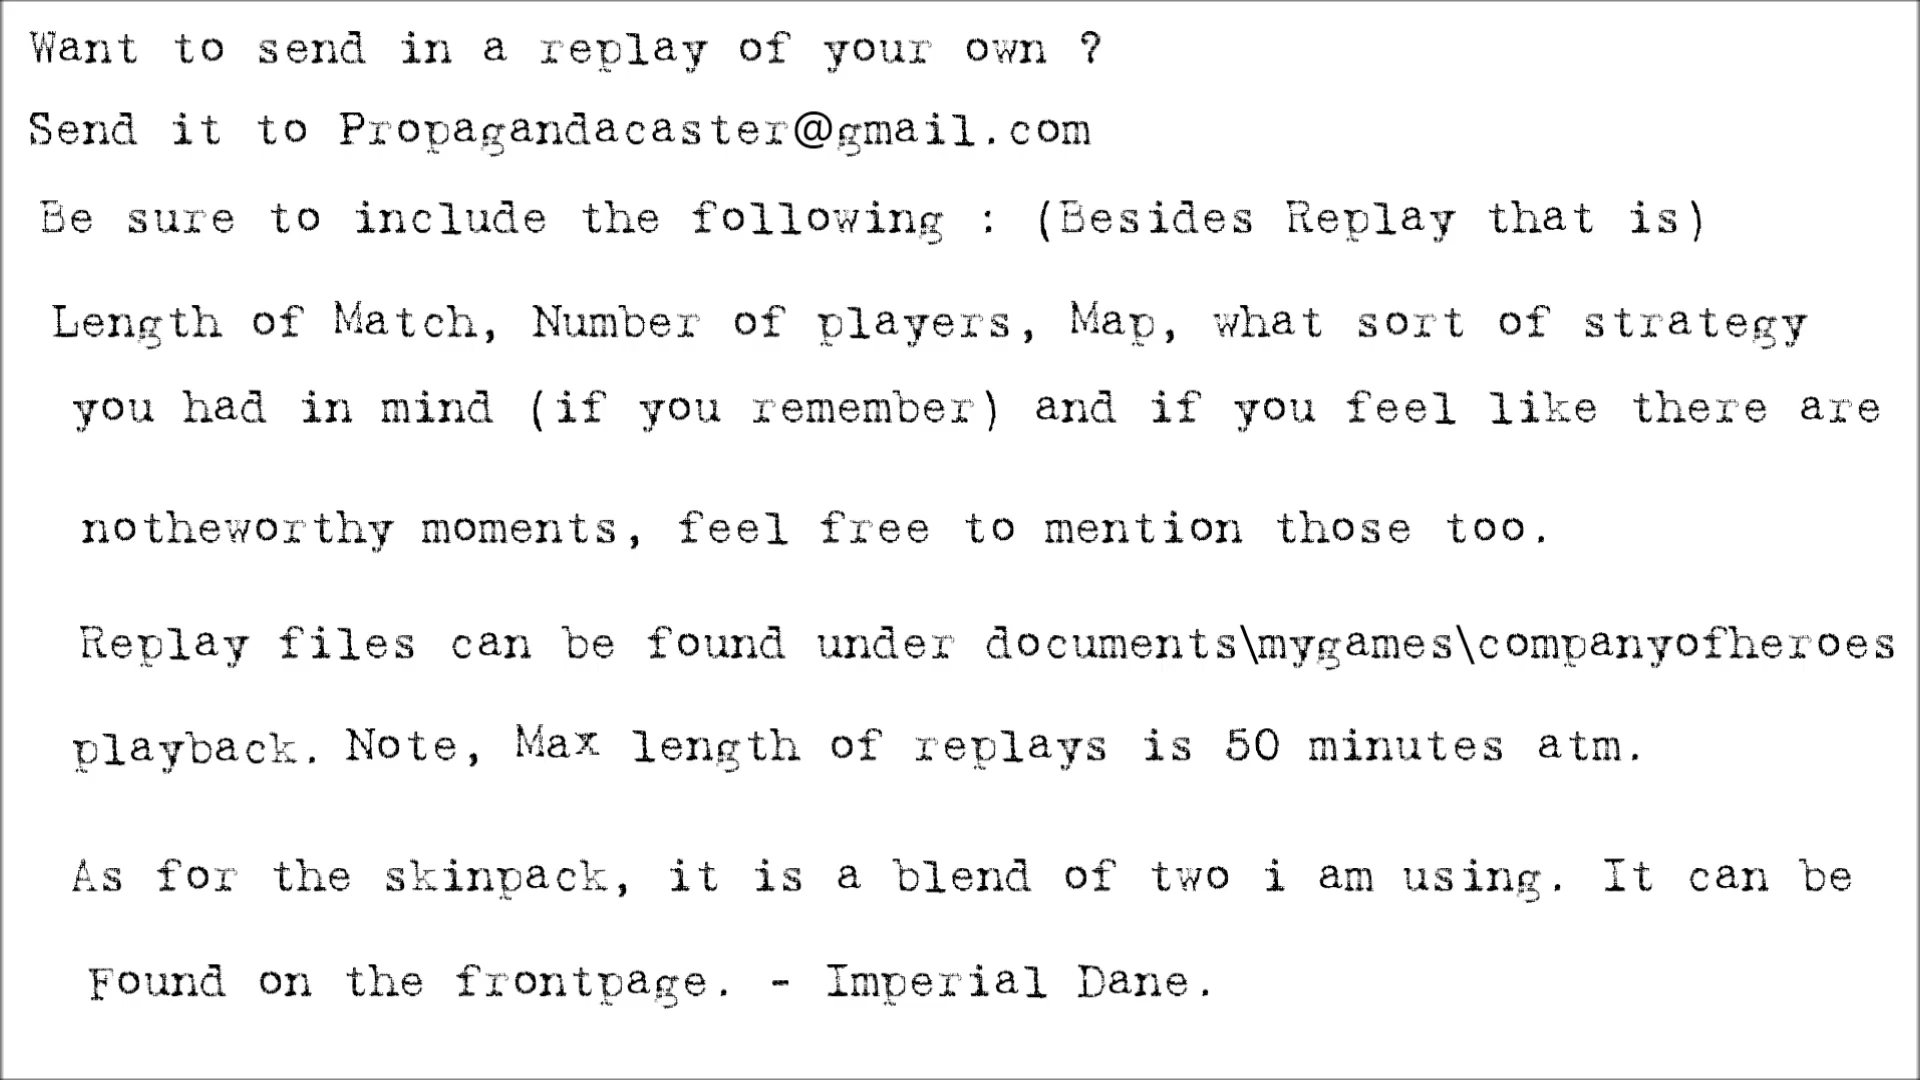 Want to send in a replay of your own ?
Send it to Propagandacaster@gmail.com
Be sure to include the following : (Besides Replay that is)
Length of Match, Number of players, Map, what sort of strategy
you had in mind (if you remember) and if you feel like there are
notheworthy moments, feel free to mention those too.
Replay files can be found under documents\mygames\companyofheroes
playback. Note, Max length of replays is 50 minutes atm.
As for the skinpack, it is a blend of two i am using. It can be
Found on the frontpage. - Imperial Dane.